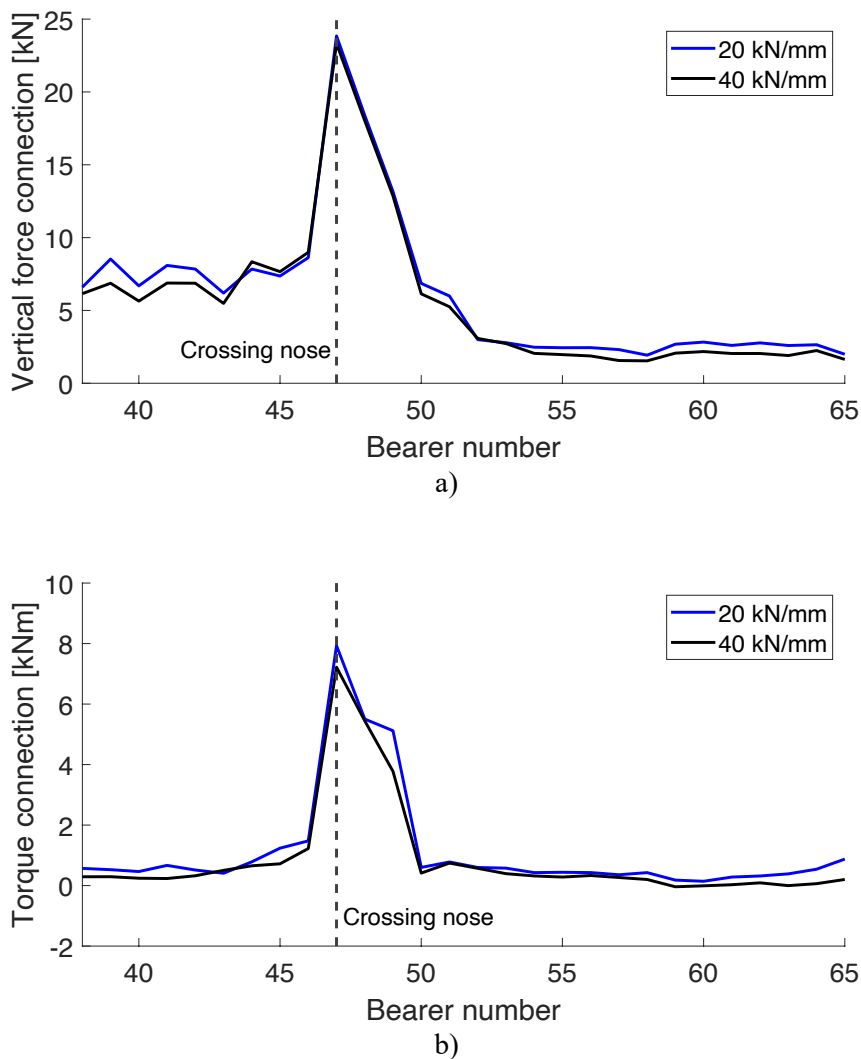 25
20
15
10
5
0
Vertical force connection [kN]
20 kN/mm
40 kN/mm
Crossing nose
40 45 50 55 60 65
Bearer number
a)
10
8
6
4
2
0
-2
Torque connection [kNm]
20 kN/mm
40 kN/mm
Crossing nose
40 45 50 55 60 65
Bearer number
b)